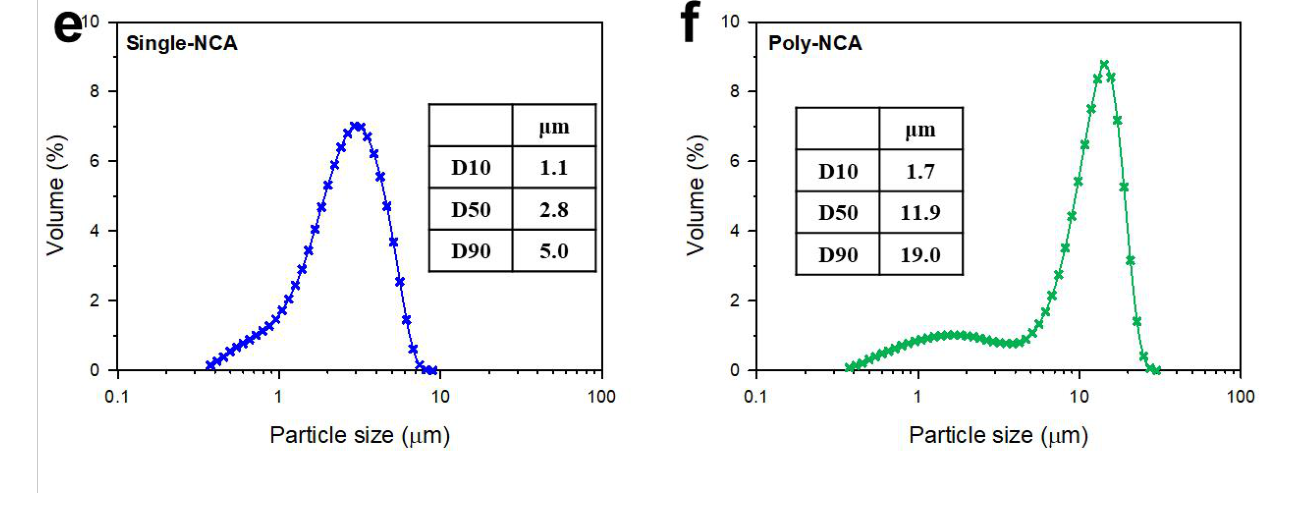 e
Single-NCA
Volume (%)
10
8
6
4
2
0
μm
D10 1.1
D50 2.8
D90 5.0
0.1 1 10 100
Particle size (μm)
f
Poly-NCA
Volume (%)
10
8
6
4
2
0
μm
D10 1.7
D50 11.9
D90 19.0
0.1 1 10 100
Particle size (μm)